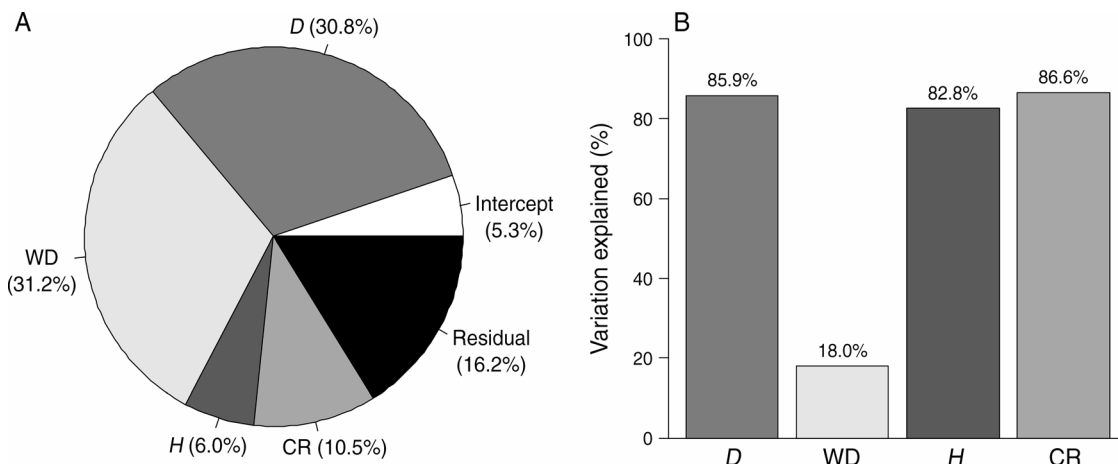 A
D (30.8%)
Intercept
(5.3%)
WD
(31.2%)
Residual
(16.2%)
H (6.0%)
CR (10.5%)
B
Variation explained (%)
100
80
60
40
20
0
85.9%
18.0%
82.8%
86.6%
D
WD
H
CR